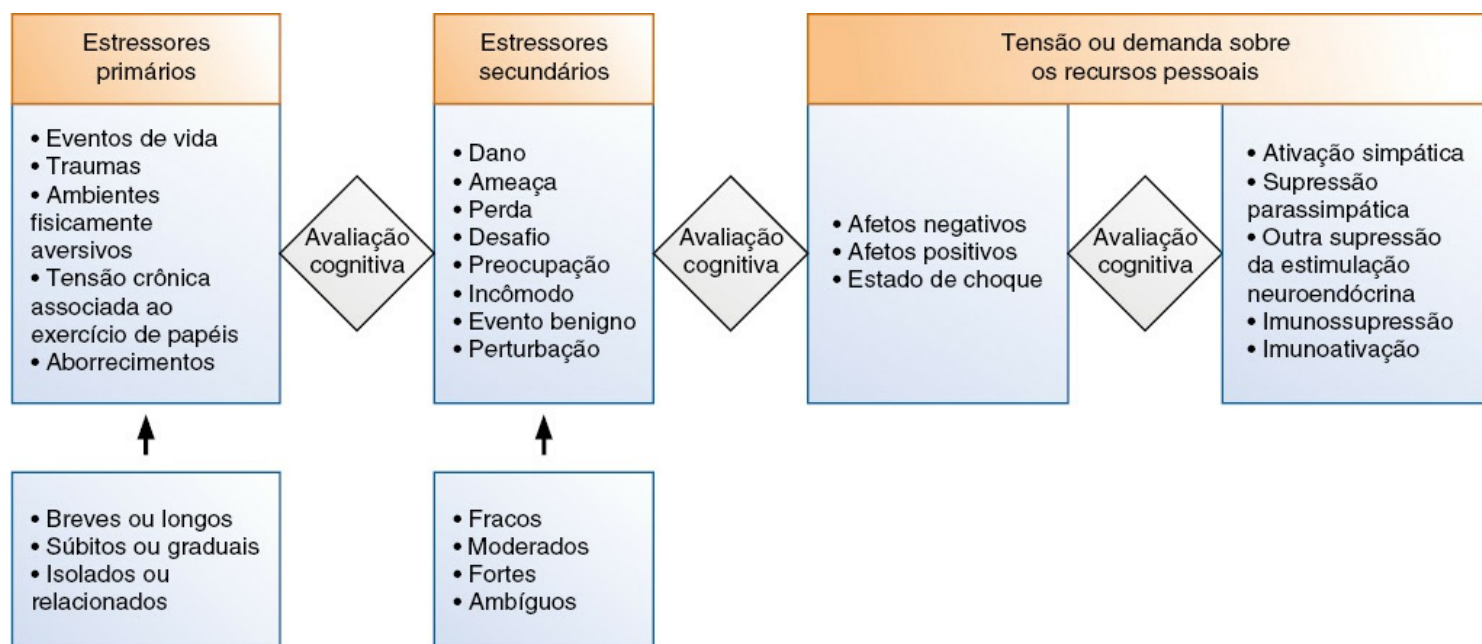 Estressores
primários
• Eventos de vida
• Traumas
• Ambientes
fisicamente
aversivos
• Tensão crônica
associada ao
exercício de papéis
• Aborrecimentos
• Breves ou longos
• Súbitos ou graduais
• Isolados ou
relacionados
Avaliação
cognitiva
Estressores
secundários
• Dano
• Ameaça
• Perda
• Desafio
• Preocupação
• Incômodo
• Evento benigno
• Perturbação
• Fracos
• Moderados
• Fortes
• Ambíguos
Avaliação
cognitiva
Tensão ou demanda sobre
os recursos pessoais
• Afetos negativos
• Afetos positivos
• Estado de choque
Avaliação
cognitiva
• Ativação simpática
• Supressão
parassimpática
• Outra supressão
da estimulação
neuroendócrina
• Imunossupressão
• Imunoativação